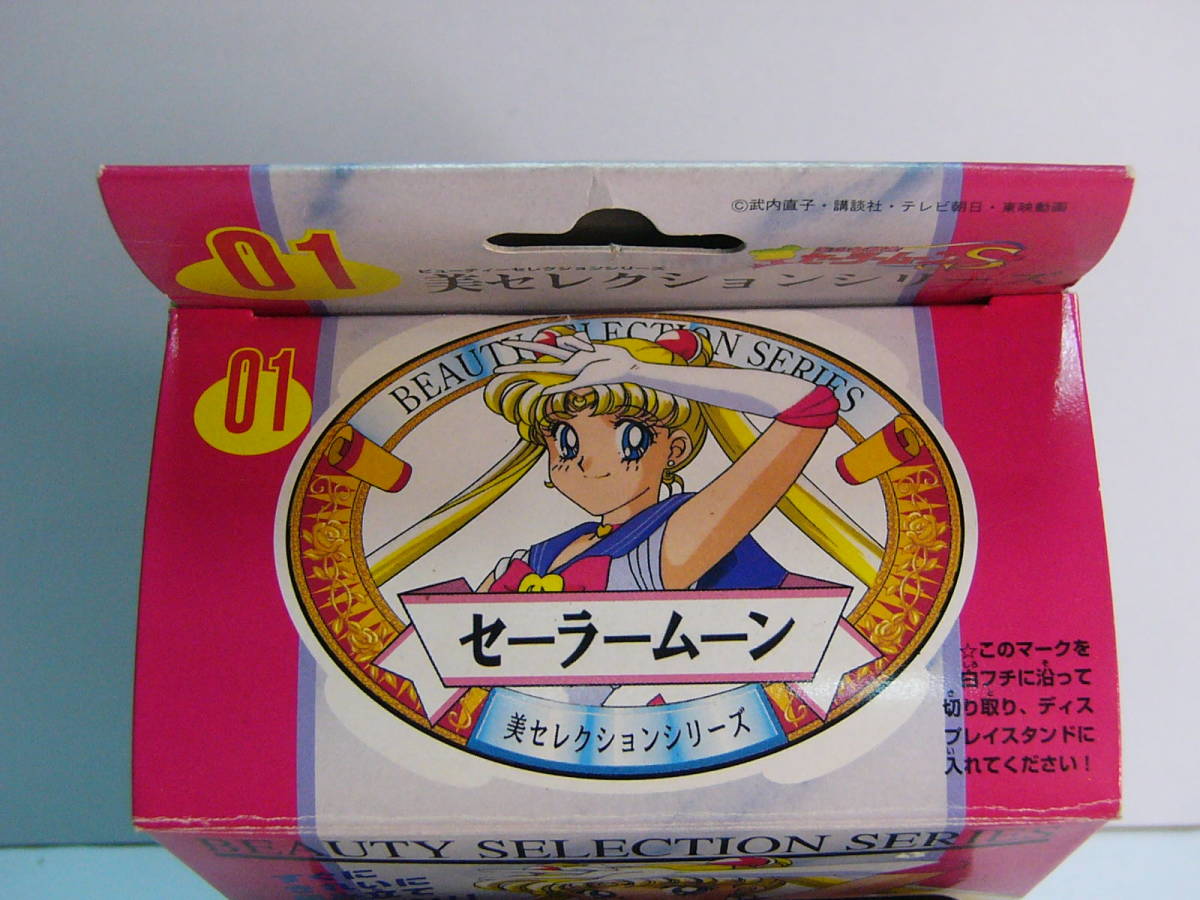 ©武内直子・講談社・テレビ朝日・東映動画
01
ビューティーセレクションシリーズ
美セレクションシリーズ
01
BEAUTY SELECTION SERIES
セーラームーン
美セレクションシリーズ
☆このマークを
白フチに沿って
切り取り、ディス
プレイスタンドに
入れてください！
BEAUTY SELECTION SERIES